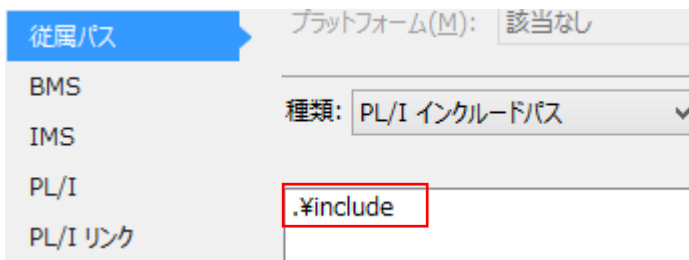 従属パス
BMS
IMS
PL/I
PL/I リンク
プラットフォーム(M): 該当なし
種類: PL/I インクルードパス
.¥include